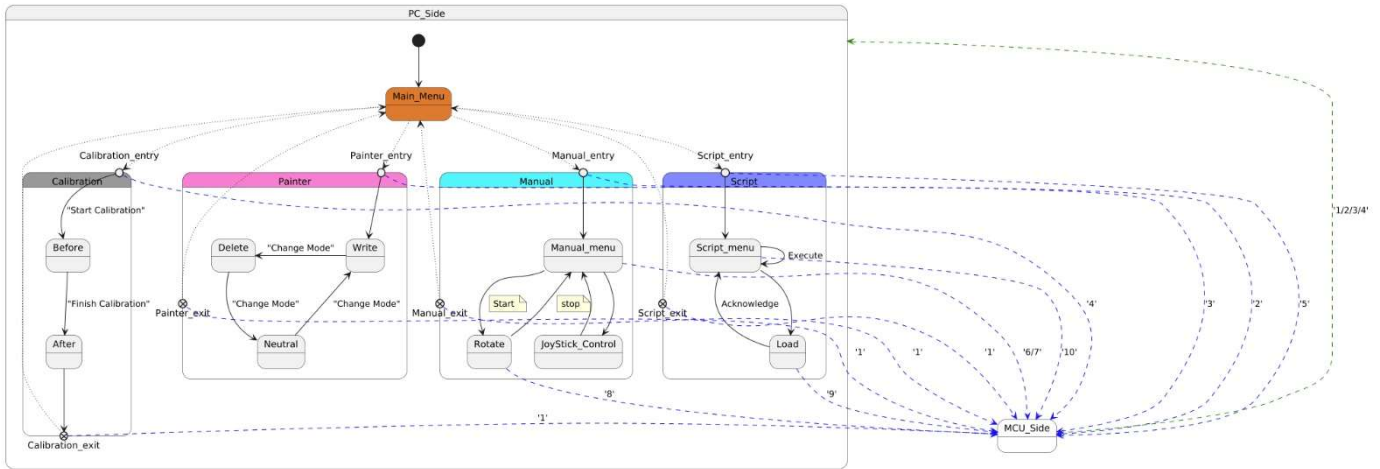 PC_Side
Main_Menu
Calibration_entry
Painter_entry
Manual_entry
Script_entry
Calibration
Painter
Manual
Script
"Start Calibration"
'1/2/3/4'
Before
Delete
"Change Mode"
Write
Manual_menu
Script_menu
Execute
"Finish Calibration"
"Change Mode"
"Change Mode"
Start
stop
Acknowledge
'4'
'3'
'2'
'5'
Painter_exit
Manual_exit
Script_exit
After
Neutral
Rotate
JoyStick_Control
Load
'1'
'1'
'1'
'6/7'
'10'
'8'
'9'
'1'
MCU_Side
Calibration_exit